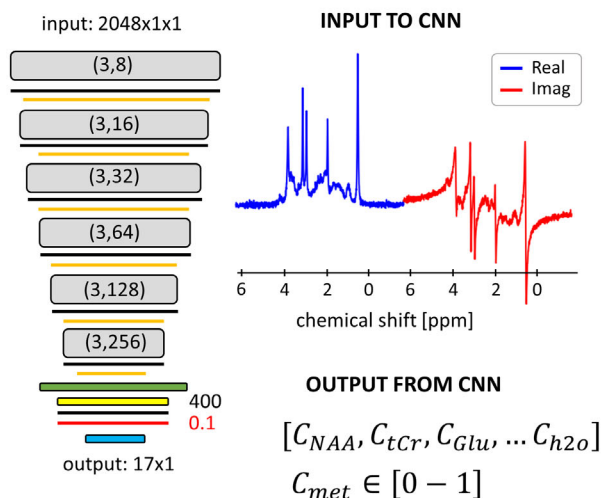 input: 2048x1x1
(3,8)
(3,16)
(3,32)
(3,64)
(3,128)
(3,256)
400
0.1
output: 17x1
INPUT TO CNN
Real
Imag
6 4 2 0 6 4 2 0
chemical shift [ppm]
OUTPUT FROM CNN
[C_NAA, C_tCr, C_Glu, … C_h2o]
C_met ∈ [0 − 1]